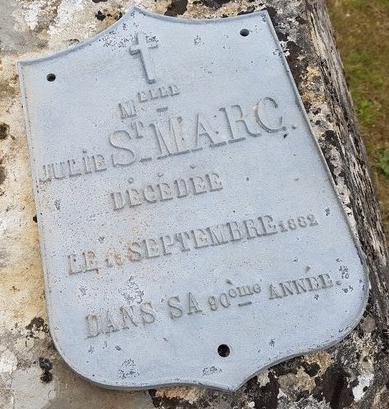 Melle
JULIE St. MARC.
DÉCÉDÉE
LE SEPTEMBRE 1882
DANS SA 90ème ANNÉE.